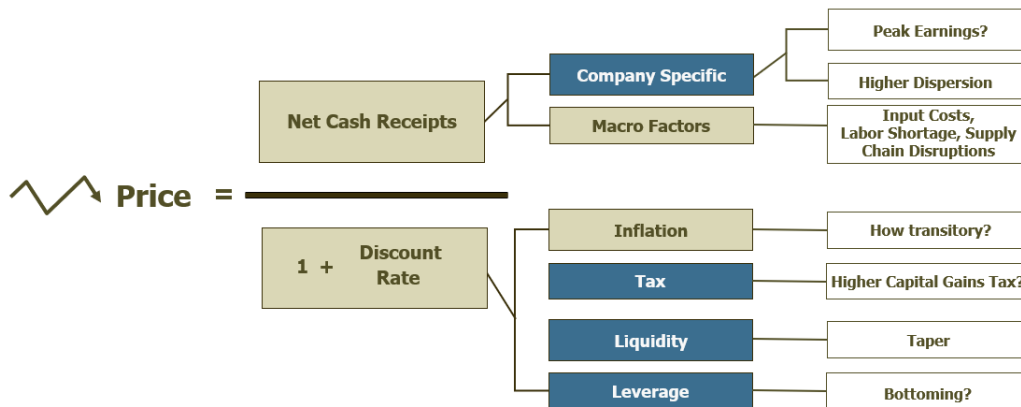 Peak Earnings?
Company Specific
Higher Dispersion
Net Cash Receipts
Macro Factors
Input Costs,
Labor Shortage, Supply
Chain Disruptions
Price =
1 + Discount
Rate
Inflation
How transitory?
Tax
Higher Capital Gains Tax?
Liquidity
Taper
Leverage
Bottoming?